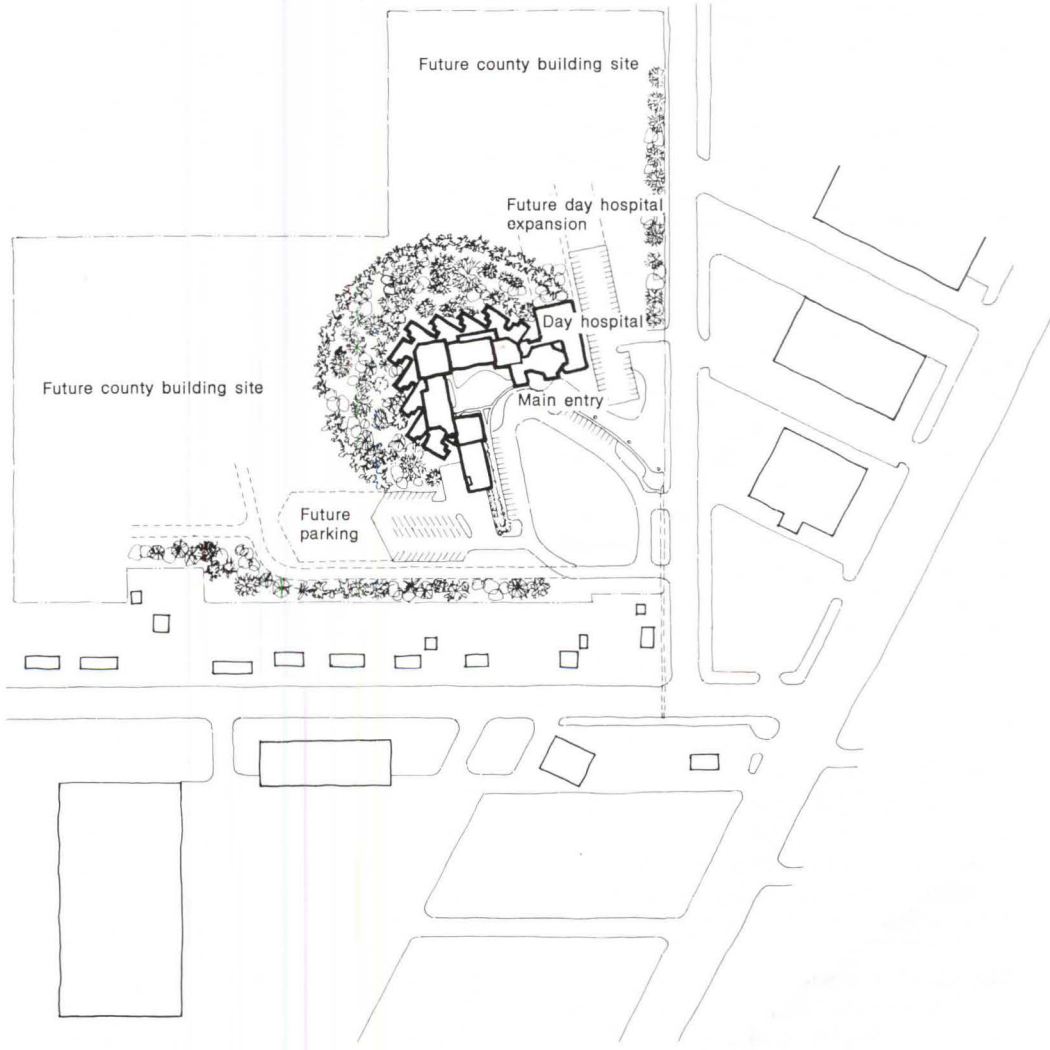 Future county building site
Future day hospital
expansion
Day hospital
Future county building site
Main entry
Future
parking